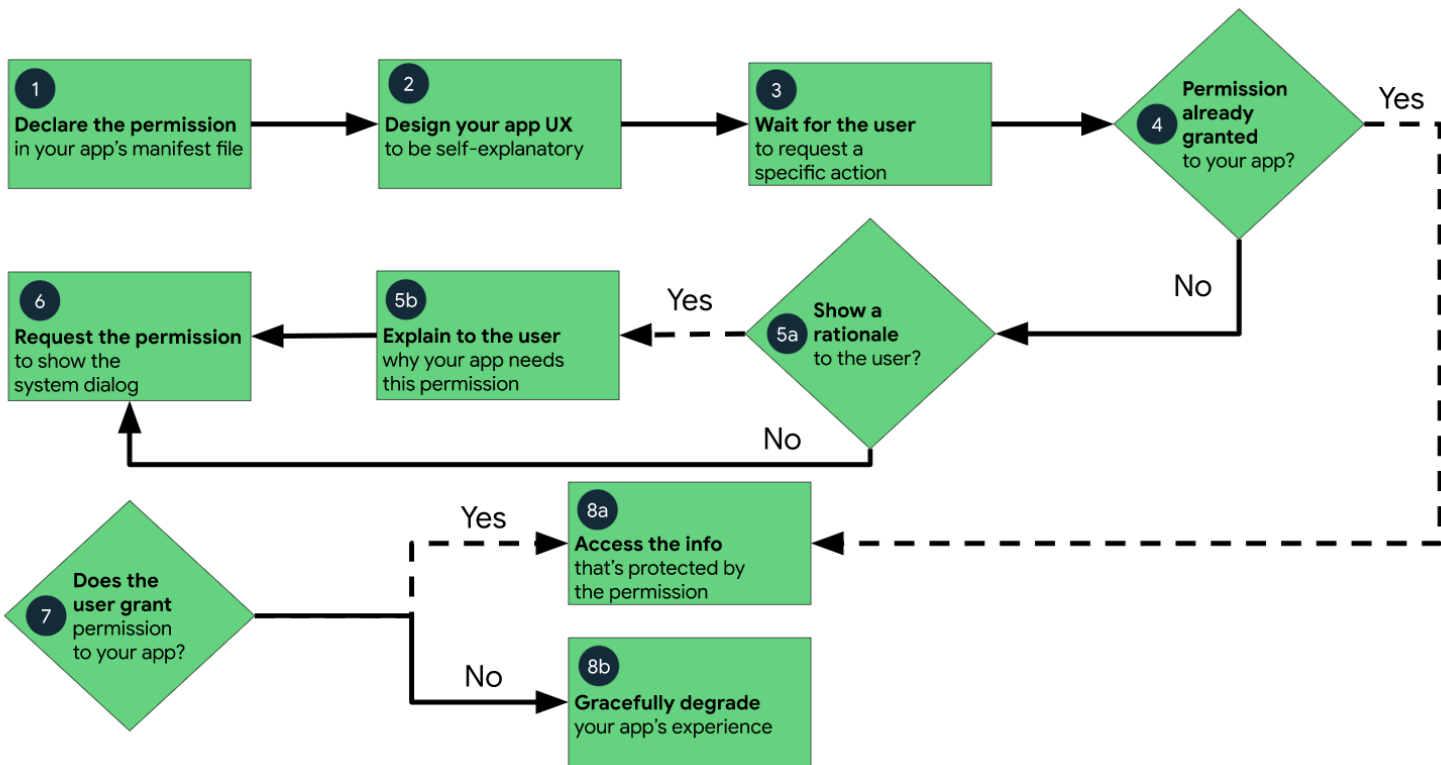 1
Declare the permission
in your app's manifest file
2
Design your app UX
to be self-explanatory
3
Wait for the user
to request a
specific action
4
Permission
already
granted
to your app?
Yes
No
5a
Show a
rationale
to the user?
Yes
No
5b
Explain to the user
why your app needs
this permission
6
Request the permission
to show the
system dialog
7
Does the
user grant
permission
to your app?
Yes
No
8a
Access the info
that's protected by
the permission
8b
Gracefully degrade
your app's experience